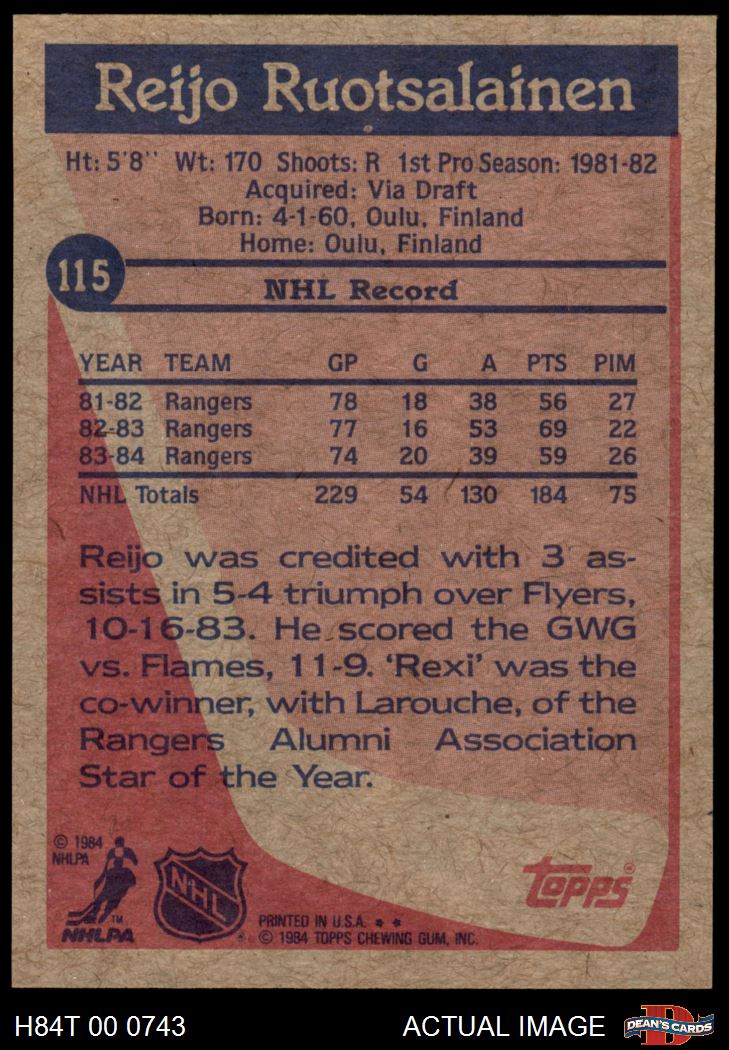 Reijo Ruotsalainen
Ht: 5'8'' Wt: 170 Shoots: R 1st Pro Season: 1981-82
Acquired: Via Draft
Born: 4-1-60, Oulu, Finland
Home: Oulu, Finland
115
NHL Record
YEAR TEAM GP G A PTS PIM
81-82 Rangers 78 18 38 56 27
82-83 Rangers 77 16 53 69 22
83-84 Rangers 74 20 39 59 26
NHL Totals 229 54 130 184 75
Reijo was credited with 3 as-
sists in 5-4 triumph over Flyers,
10-16-83. He scored the GWG
vs. Flames, 11-9. 'Rexi' was the
co-winner, with Larouche, of the
Rangers Alumni Association
Star of the Year.
© 1984
NHLPA
TM
NHLPA
NHL
topps®
PRINTED IN U.S.A. * *
® © 1984 TOPPS CHEWING GUM, INC.
H84T 00 0743
ACTUAL IMAGE
D
DEAN'S CARDS